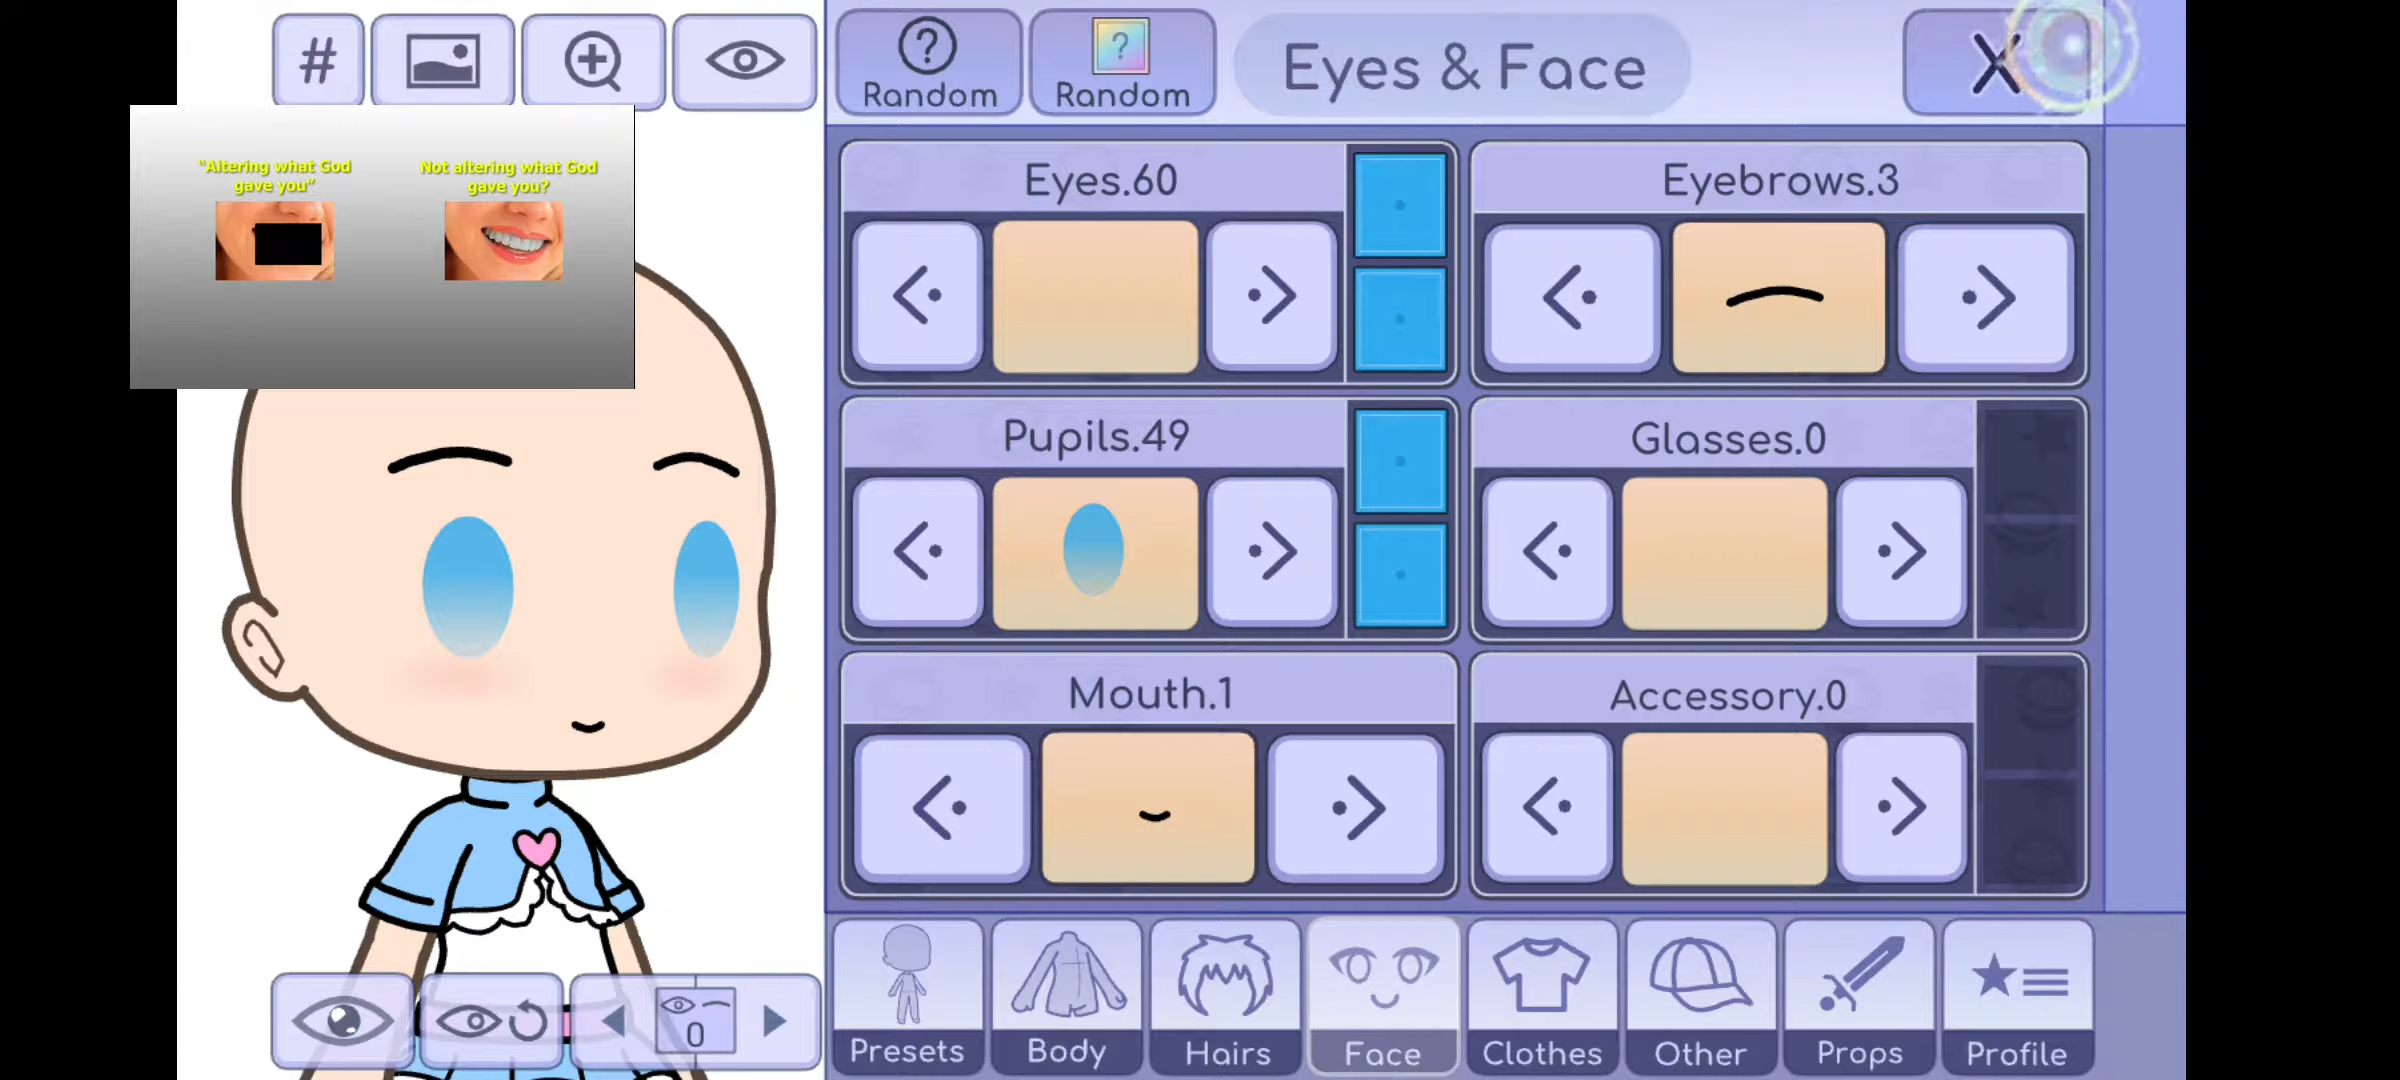 #
?
Random
?
Random
Eyes & Face
X
"Altering what God
gave you"
Not altering what God
gave you?
Eyes.60
Eyebrows.3
Pupils.49
Glasses.0
Mouth.1
Accessory.0
0
Presets
Body
Hairs
Face
Clothes
Other
Props
Profile